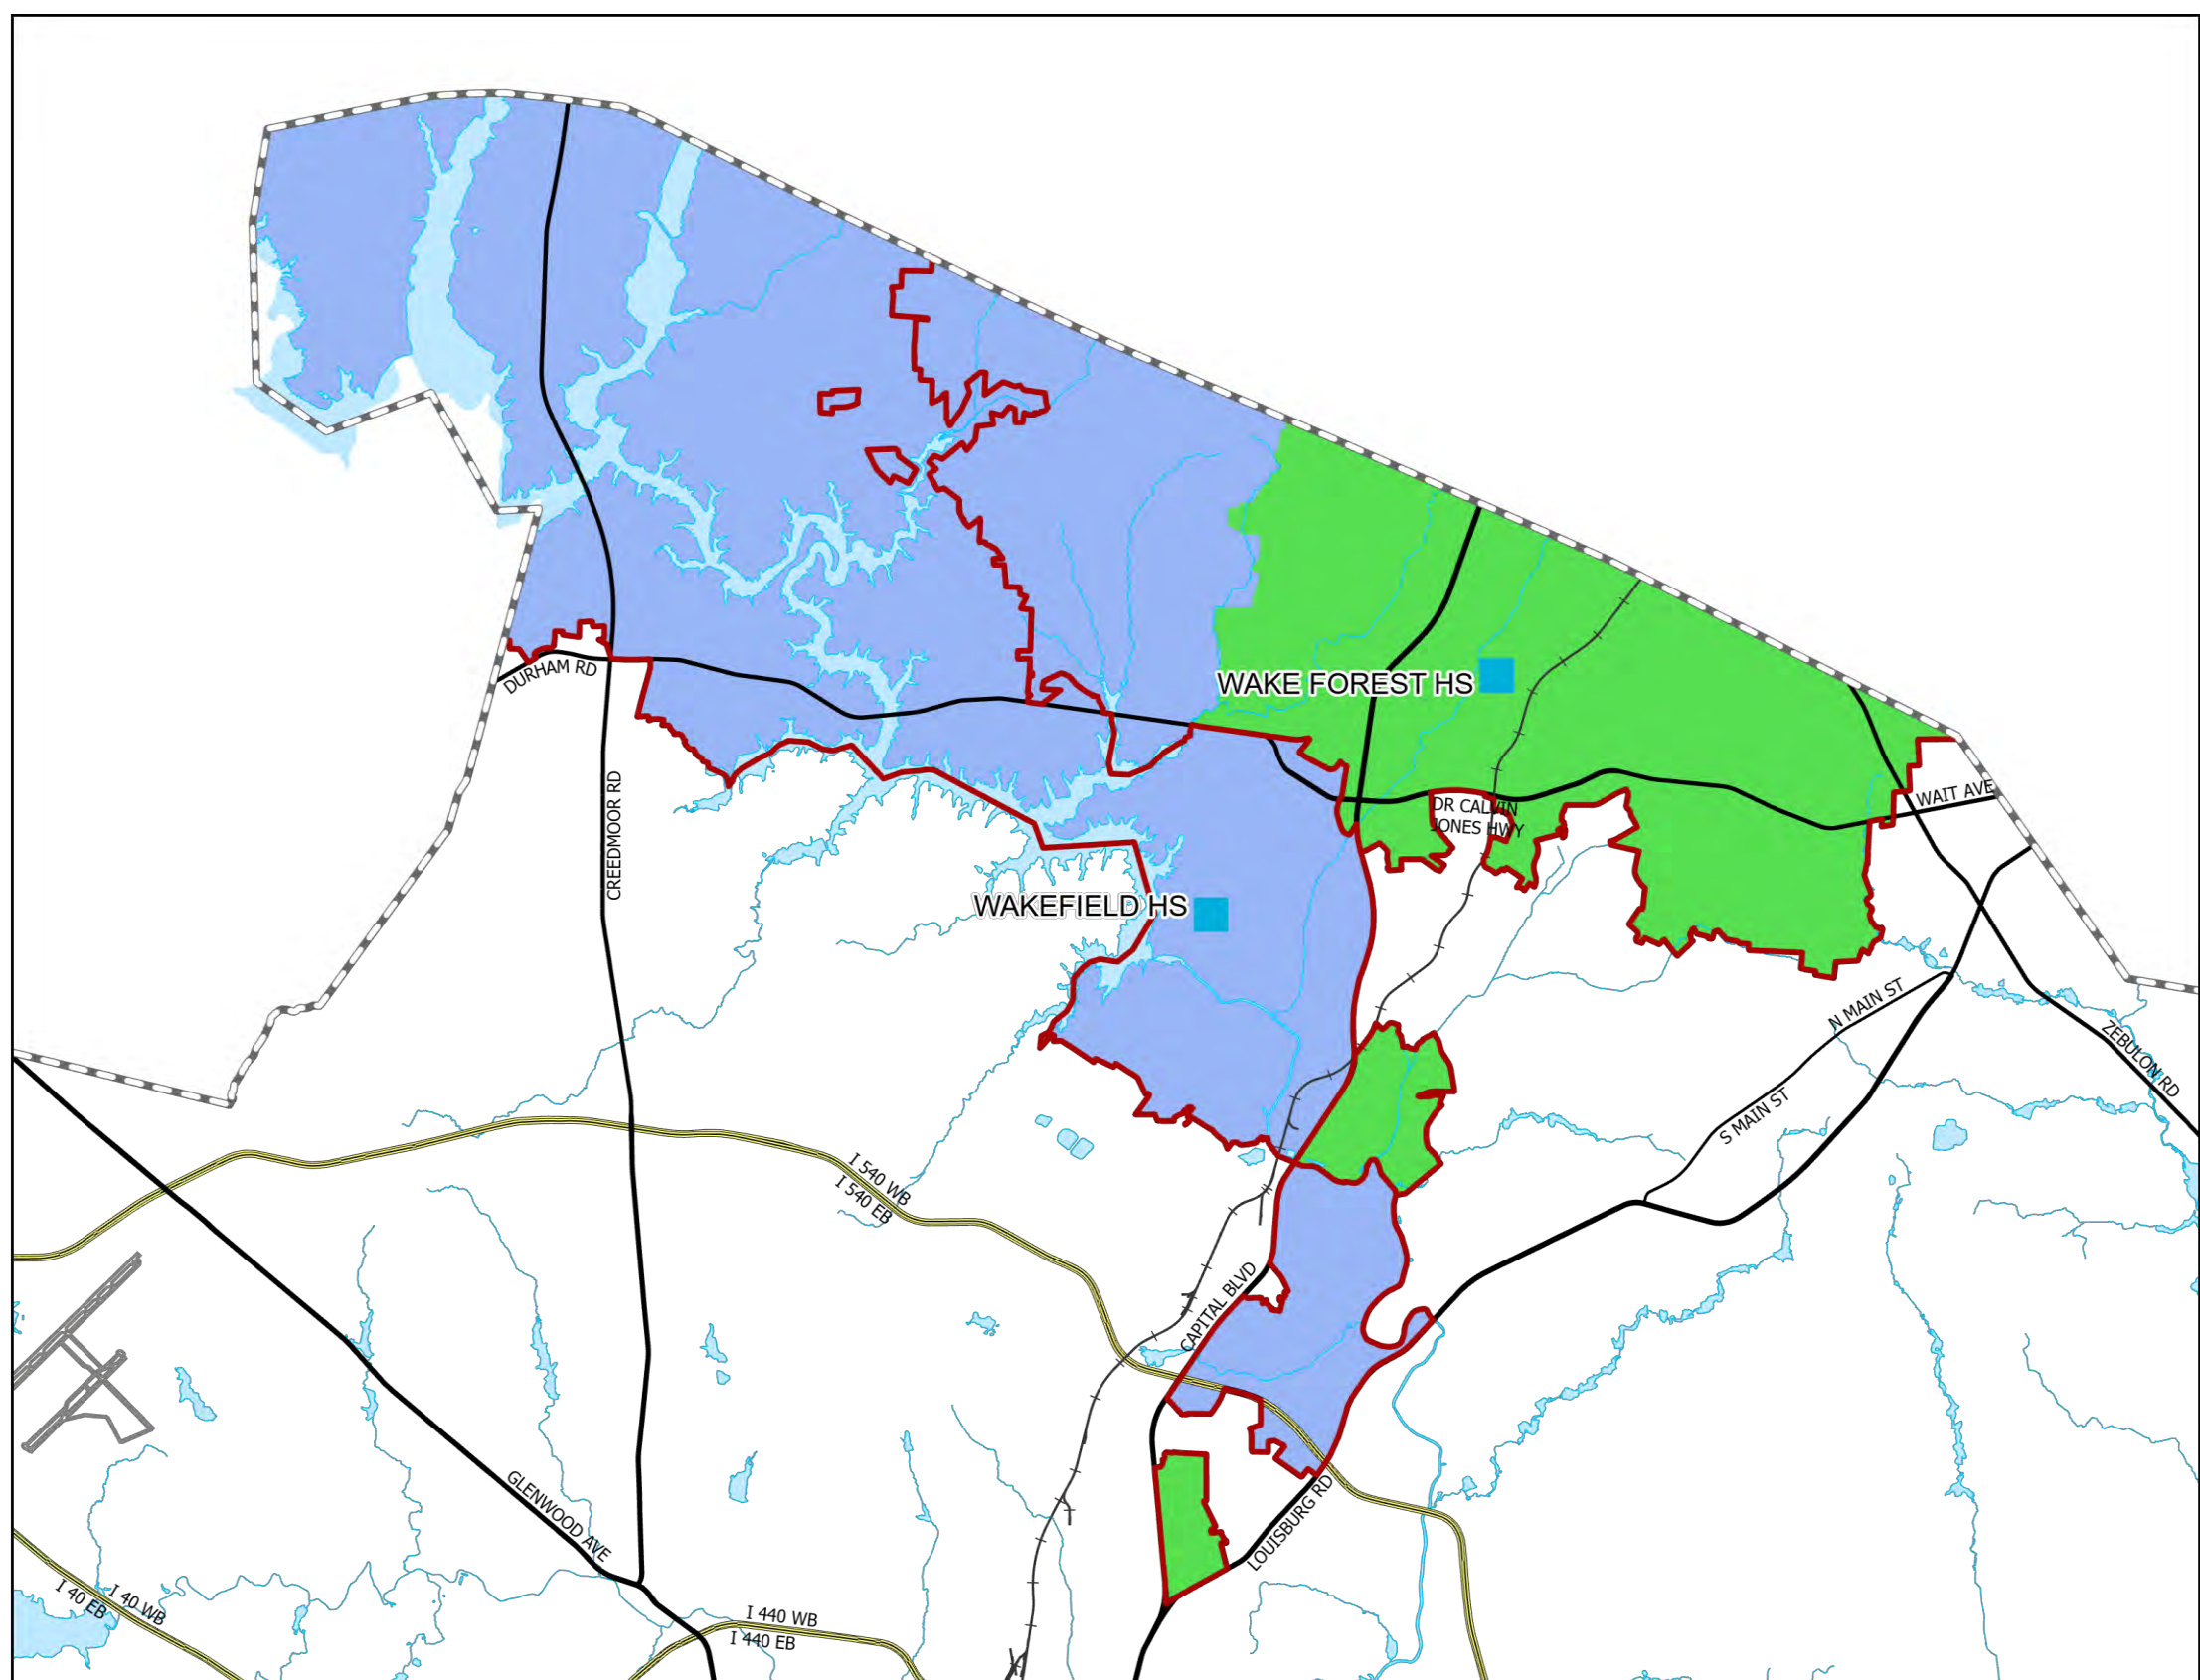 WAKE FOREST HS
DURHAM RD
DR CALVIN
JONES HWY
WAIT AVE
CREEDMOOR RD
WAKEFIELD HS
N MAIN ST
ZEBULON RD
S MAIN ST
I 540 WB
I 540 EB
CAPITAL BLVD
GLENWOOD AVE
LOUISBURG RD
I 40 WB
I 40 EB
I 440 WB
I 440 EB